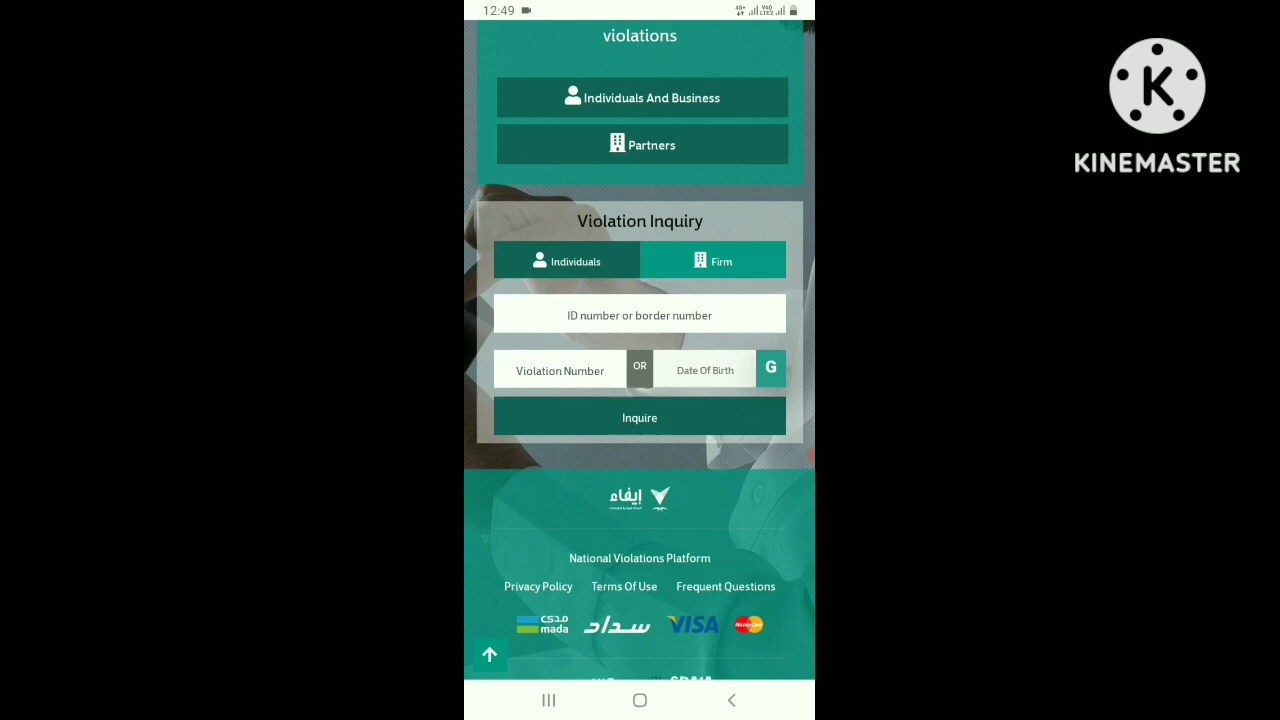 12:49
violations
Individuals And Business
Partners
Violation Inquiry
Individuals
Firm
ID number or border number
Violation Number
OR
Date Of Birth
G
Inquire
إيفاء
National Violations Platform
Privacy Policy
Terms Of Use
Frequent Questions
مدى
mada
سداد
VISA
MasterCard
K
KINEMASTER